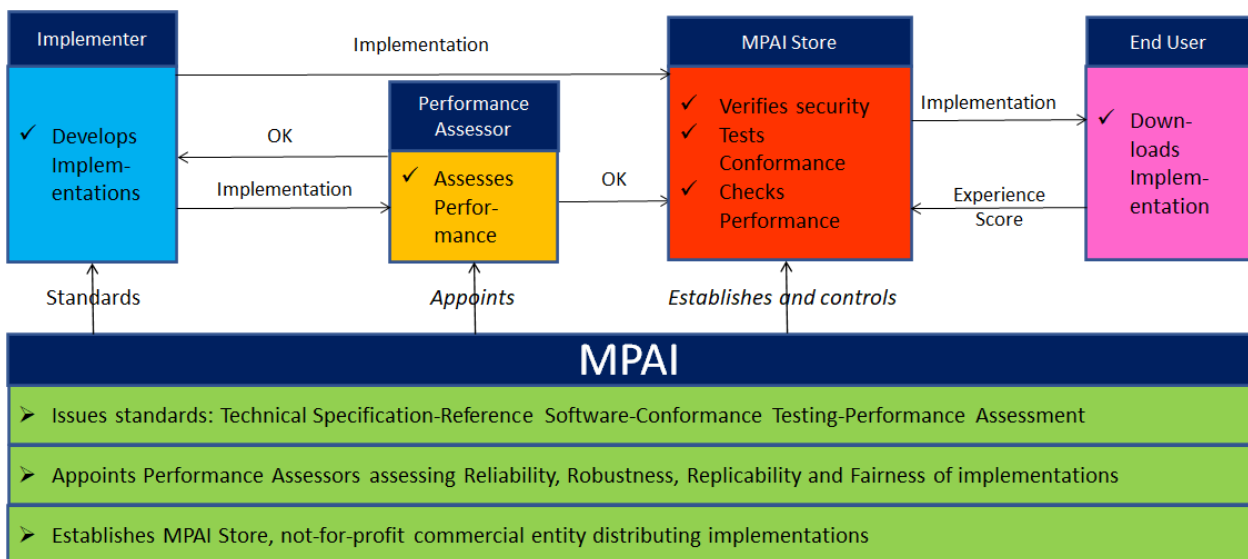 Implementer
✓ Develops
Implem-
entations
Implementation
OK
Implementation
Performance
Assessor
✓ Assesses
Perfor-
mance
OK
MPAI Store
✓ Verifies security
✓ Tests
Conformance
✓ Checks
Performance
Implementation
Experience
Score
End User
✓ Down-
loads
Implem-
entation
Standards
Appoints
Establishes and controls
MPAI
➢ Issues standards: Technical Specification-Reference Software-Conformance Testing-Performance Assessment
➢ Appoints Performance Assessors assessing Reliability, Robustness, Replicability and Fairness of implementations
➢ Establishes MPAI Store, not-for-profit commercial entity distributing implementations